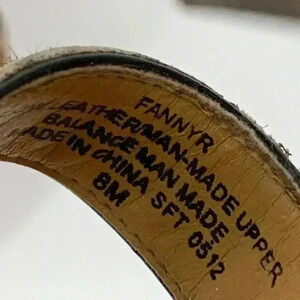 FANNYR
LEATHER/MAN-MADE UPPER
BALANCE MAN MADE
MADE IN CHINA SFT 0512
8M